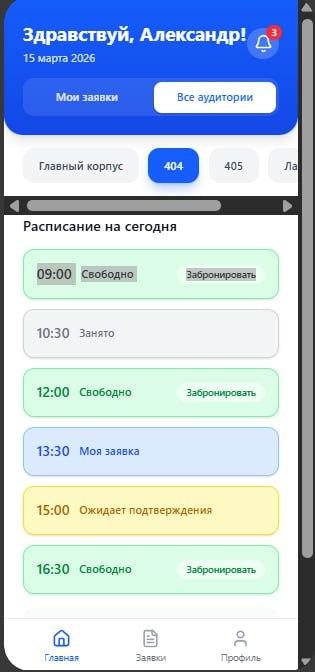 Здравствуй, Александр!
3
15 марта 2026
Мои заявки
Все аудитории
Главный корпус
404
405
Ла
Расписание на сегодня
09:00 Свободно Забронировать
10:30 Занято
12:00 Свободно Забронировать
13:30 Моя заявка
15:00 Ожидает подтверждения
16:30 Свободно Забронировать
Главная Заявки Профиль